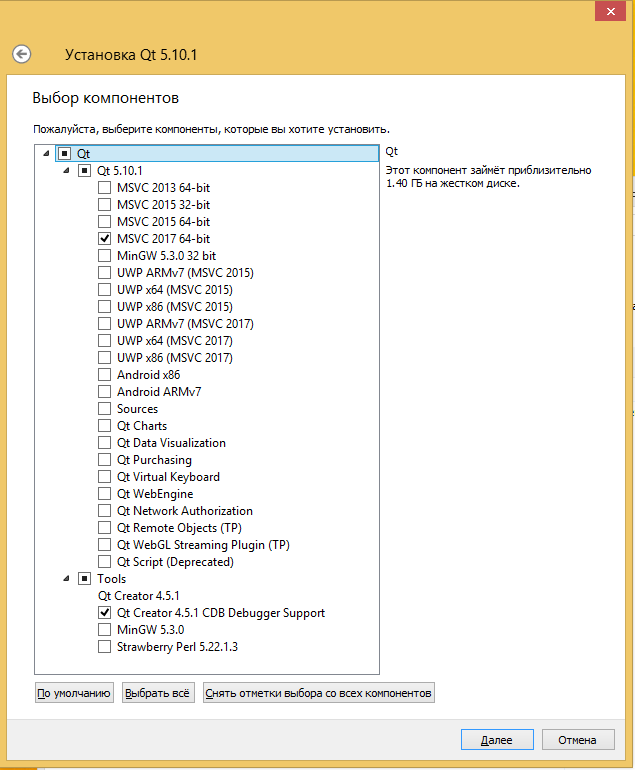 Установка Qt 5.10.1
Выбор компонентов
Пожалуйста, выберите компоненты, которые вы хотите установить.
Qt
Qt 5.10.1
MSVC 2013 64-bit
MSVC 2015 32-bit
MSVC 2015 64-bit
MSVC 2017 64-bit
MinGW 5.3.0 32 bit
UWP ARMv7 (MSVC 2015)
UWP x64 (MSVC 2015)
UWP x86 (MSVC 2015)
UWP ARMv7 (MSVC 2017)
UWP x64 (MSVC 2017)
UWP x86 (MSVC 2017)
Android x86
Android ARMv7
Sources
Qt Charts
Qt Data Visualization
Qt Purchasing
Qt Virtual Keyboard
Qt WebEngine
Qt Network Authorization
Qt Remote Objects (TP)
Qt WebGL Streaming Plugin (TP)
Qt Script (Deprecated)
Tools
Qt Creator 4.5.1
Qt Creator 4.5.1 CDB Debugger Support
MinGW 5.3.0
Strawberry Perl 5.22.1.3
Qt
Этот компонент займёт приблизительно
1.40 ГБ на жестком диске.
По умолчанию
Выбрать всё
Снять отметки выбора со всех компонентов
Далее
Отмена